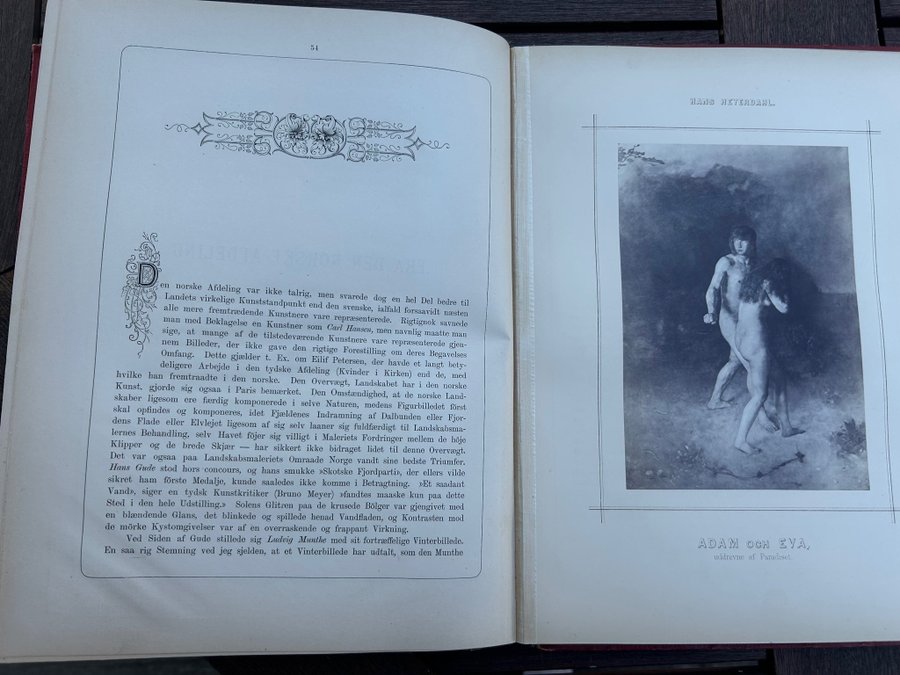 54
Den norske Afdeling var ikke talrig, men svarede dog en hel Del bedre til
Landets virkelige Kunststandpunkt end den svenske, ialfald forsaavidt næsten
alle mere fremtrædende Kunstnere vare repræsenterede. Rigtignok savnede
man med Beklagelse en Kunstner som Carl Hansen, men navnlig maatte man
sige, at mange af de tilstedeværende Kunstnere vare repræsenterede gjen-
nem Billeder, der ikke gave den rigtige Forestilling om deres Begavelses
Omfang. Dette gjælder t. Ex. om Eilif Petersen, der havde et langt bety-
deligere Arbejde i den tydske Afdeling (Kvinder i Kirken) end de, med
hvilke han fremtraadte i den norske. Den Overvægt, Landskabet har i den norske
Kunst, gjorde sig ogsaa i Paris bemærket. Den Omstændighed, at de norske Land-
skaber ligesom ere færdig komponerede i selve Naturen, medens Figurbilledet först
skal opfindes og komponeres, idet Fjældenes Indramning af Dalbunden eller Fjor-
dens Flade eller Elvlejet ligesom af sig selv laaner sig fuldfærdigt til Landskabsma-
lernes Behandling, selv Havet föjer sig villigt i Maleriets Fordringer mellem de höje
Klipper og de brede Skjær — har sikkert ikke bidraget lidet til denne Overvægt.
Det var ogsaa paa Landskabsmaleriets Omraade Norge vandt sine bedste Triumfer.
Hans Gude stod hors concours, og hans smukke »Skotske Fjordparti«, der ellers vilde
sikret ham förste Medalje, kunde saaledes ikke komme i Betragtning. »Et saadant
Vand«, siger en tydsk Kunstkritiker (Bruno Meyer) »fandtes maaske kun paa dette
Sted i den hele Udstilling.« Solens Glitren paa de krusede Bölger var gjengivet med
en blændende Glans, det blinkede og spillede henad Vandfladen, og Kontrasten mod
de mörke Kystomgivelser var af en overraskende og frappant Virkning.
Ved Siden af Gude stillede sig Ludvig Munthe med sit fortræffelige Vinterbillede.
En saa rig Stemning ved jeg sjelden, at et Vinterbillede har udtalt, som den Munthe
HANS HEYERDAHL.
ADAM OCH EVA,
uddrevne af Paradiset.